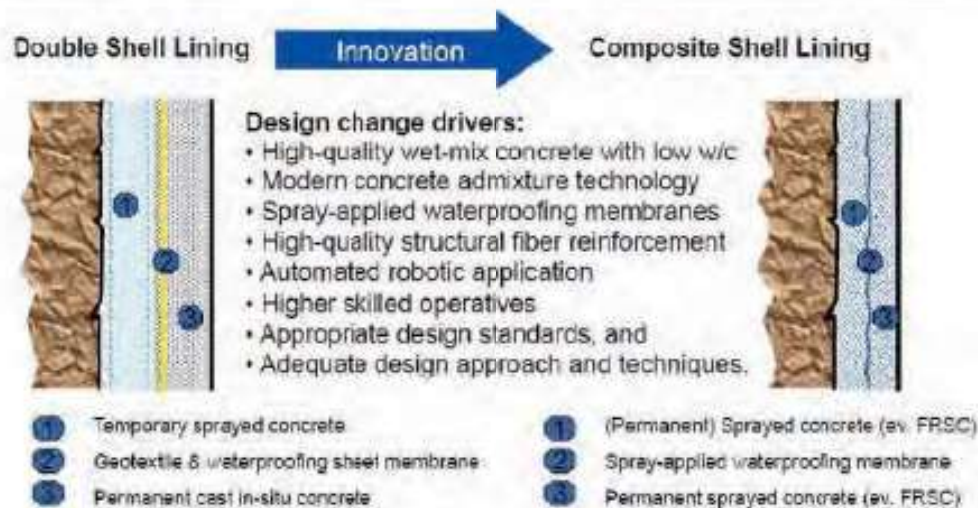 Double Shell Lining
Innovation
Composite Shell Lining
Design change drivers:
• High-quality wet-mix concrete with low w/c
• Modern concrete admixture technology
• Spray-applied waterproofing membranes
• High-quality structural fiber reinforcement
• Automated robotic application
• Higher skilled operatives
• Appropriate design standards, and
• Adequate design approach and techniques.
1
2
3
1
2
3
1 Temporary sprayed concrete
2 Geotextile & waterproofing sheet membrane
3 Permanent cast in-situ concrete
1 (Permanent) Sprayed concrete (ev. FRSC)
2 Spray-applied waterproofing membrane
3 Permanent sprayed concrete (ev. FRSC)